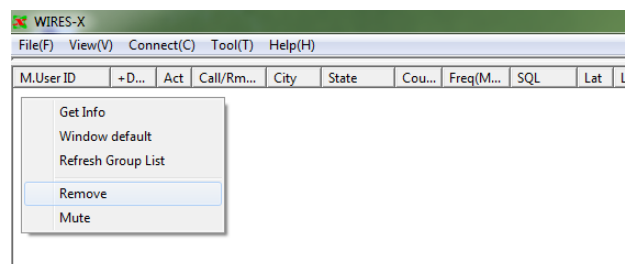 WIRES-X
File(F) View(V) Connect(C) Tool(T) Help(H)
M.User ID +D... Act Call/Rm... City State Cou... Freq(M... SQL Lat
Get Info
Window default
Refresh Group List
Remove
Mute